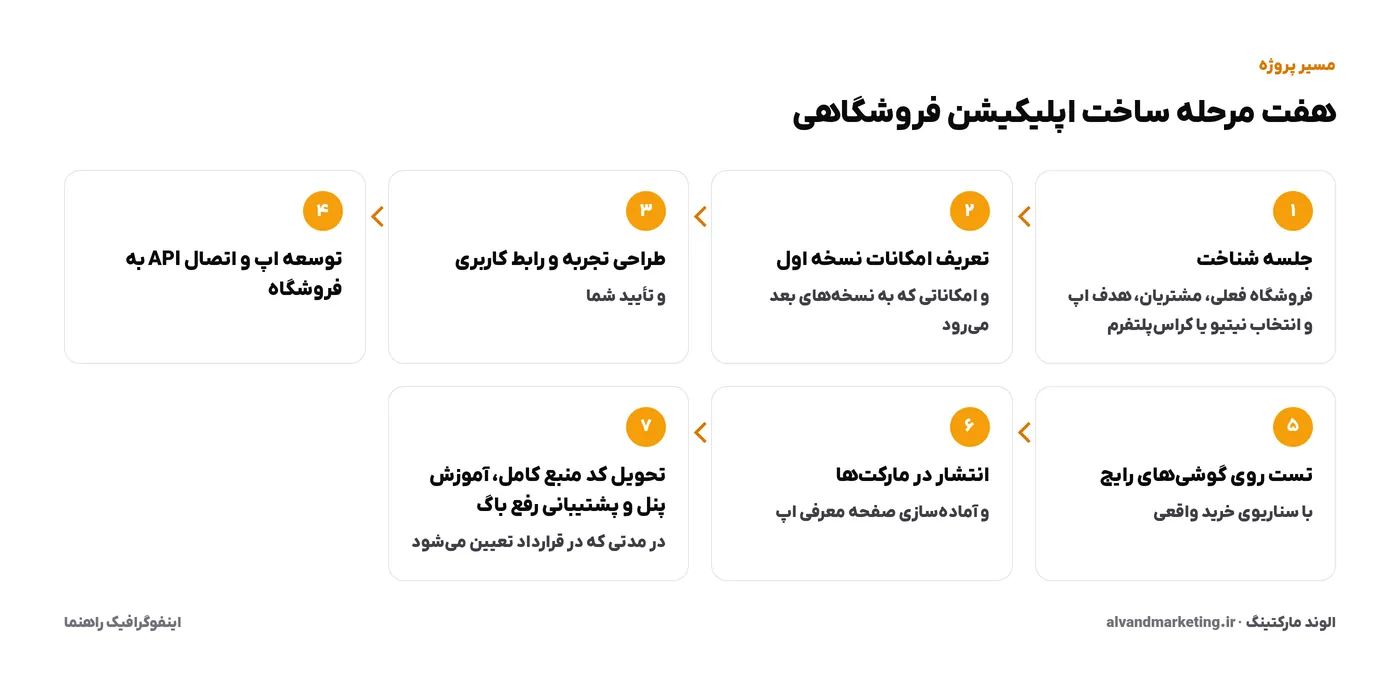 مسیر پروژه
هفت مرحله ساخت اپلیکیشن فروشگاهی
۱
جلسه شناخت
فروشگاه فعلی، مشتریان، هدف اپ
و انتخاب نیتیو یا کراس‌پلتفرم
۲
تعریف امکانات نسخه اول
و امکاناتی که به نسخه‌های بعد
می‌رود
۳
طراحی تجربه و رابط کاربری
و تأیید شما
۴
توسعه اپ و اتصال API به
فروشگاه
۵
تست روی گوشی‌های رایج
با سناریوی خرید واقعی
۶
انتشار در مارکت‌ها
و آماده‌سازی صفحه معرفی اپ
۷
تحویل کد منبع کامل، آموزش
پنل و پشتیبانی رفع باگ
در مدتی که در قرارداد تعیین می‌شود
الوند مارکتینگ · alvandmarketing.ir
اینفوگرافیک راهنما